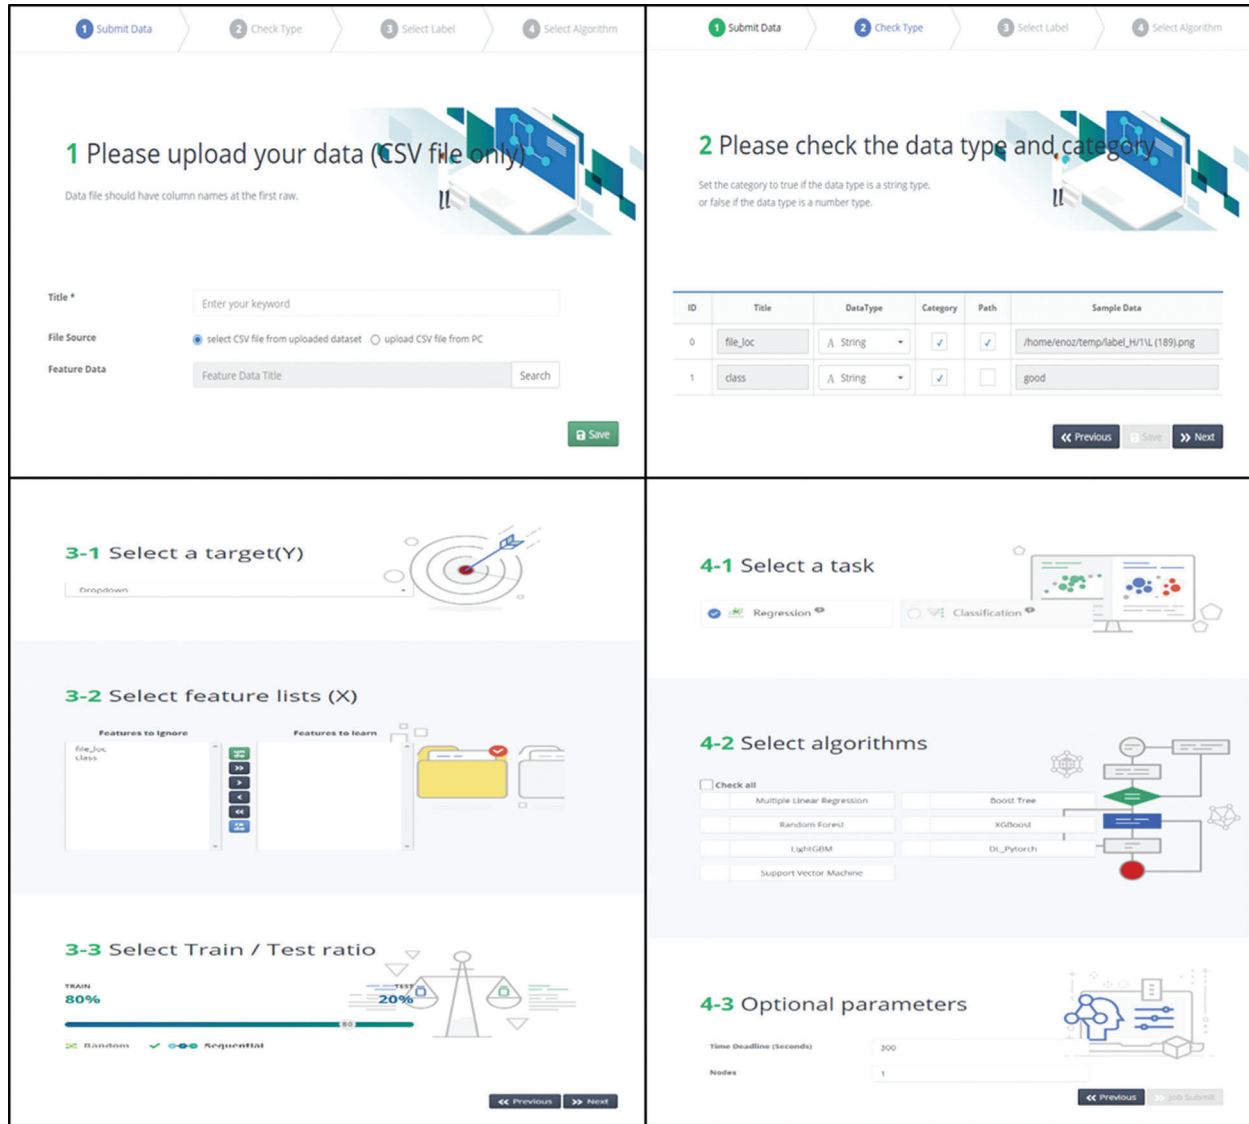 1 Submit Data 2 Check Type 3 Select Label 4 Select Algorithm
1 Please upload your data (CSV file only)
Data file should have column names at the first raw.
Title *
Enter your keyword
File Source
select CSV file from uploaded dataset upload CSV file from PC
Feature Data
Feature Data Title Search
Save
1 Submit Data 2 Check Type 3 Select Label 4 Select Algorithm
2 Please check the data type and category
Set the category to true if the data type is a string type,
or false if the data type is a number type.
ID Title DataType Category Path Sample Data
0 file_loc A String /home/enoz/temp/label_H/1\L (189).png
1 class A String good
Previous Save Next
3-1 Select a target(Y)
Dropdown
3-2 Select feature lists (X)
Features to ignore Features to learn
file_loc
class
3-3 Select Train / Test ratio
TRAIN TEST
80% 20%
80
Random Sequential
Previous Next
4-1 Select a task
Regression Classification
4-2 Select algorithms
Check all
Multiple Linear Regression Boost Tree
Random Forest XGBoost
LightGBM DL_Pytorch
Support Vector Machine
4-3 Optional parameters
Time Deadline (Seconds) 300
Nodes 1
Previous Job Submit